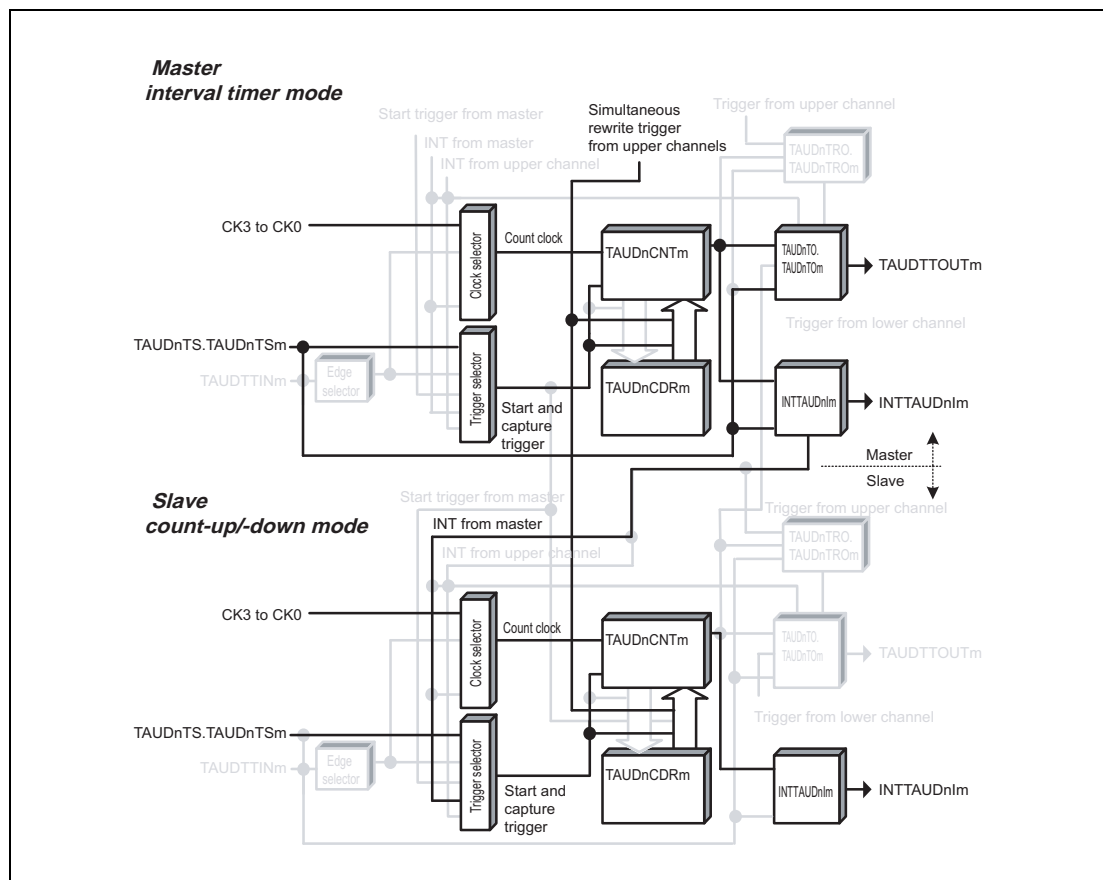 Master
interval timer mode
Start trigger from master
INT from master
INT from upper channel
Simultaneous
rewrite trigger
from upper channels
Trigger from upper channel
TAUDnTRO.
TAUDnTROm
CK3 to CK0
Clock selector
Count clock
TAUDnCNTm
TAUDnTO.
TAUDnTOm
TAUDTTOUTm
Trigger from lower channel
TAUDnTS.TAUDnTSm
TAUDTTINm
Edge
selector
Trigger selector
Start and
capture
trigger
TAUDnCDRm
INTTAUDnIm
INTTAUDnIm
Master
Slave
Slave
count-up/-down mode
Start trigger from master
INT from master
INT from upper channel
Trigger from upper channel
TAUDnTRO.
TAUDnTROm
CK3 to CK0
Clock selector
Count clock
TAUDnCNTm
TAUDnTO.
TAUDnTOm
TAUDTTOUTm
Trigger from lower channel
TAUDnTS.TAUDnTSm
TAUDTTINm
Edge
selector
Trigger selector
Start and
capture
trigger
TAUDnCDRm
INTTAUDnIm
INTTAUDnIm